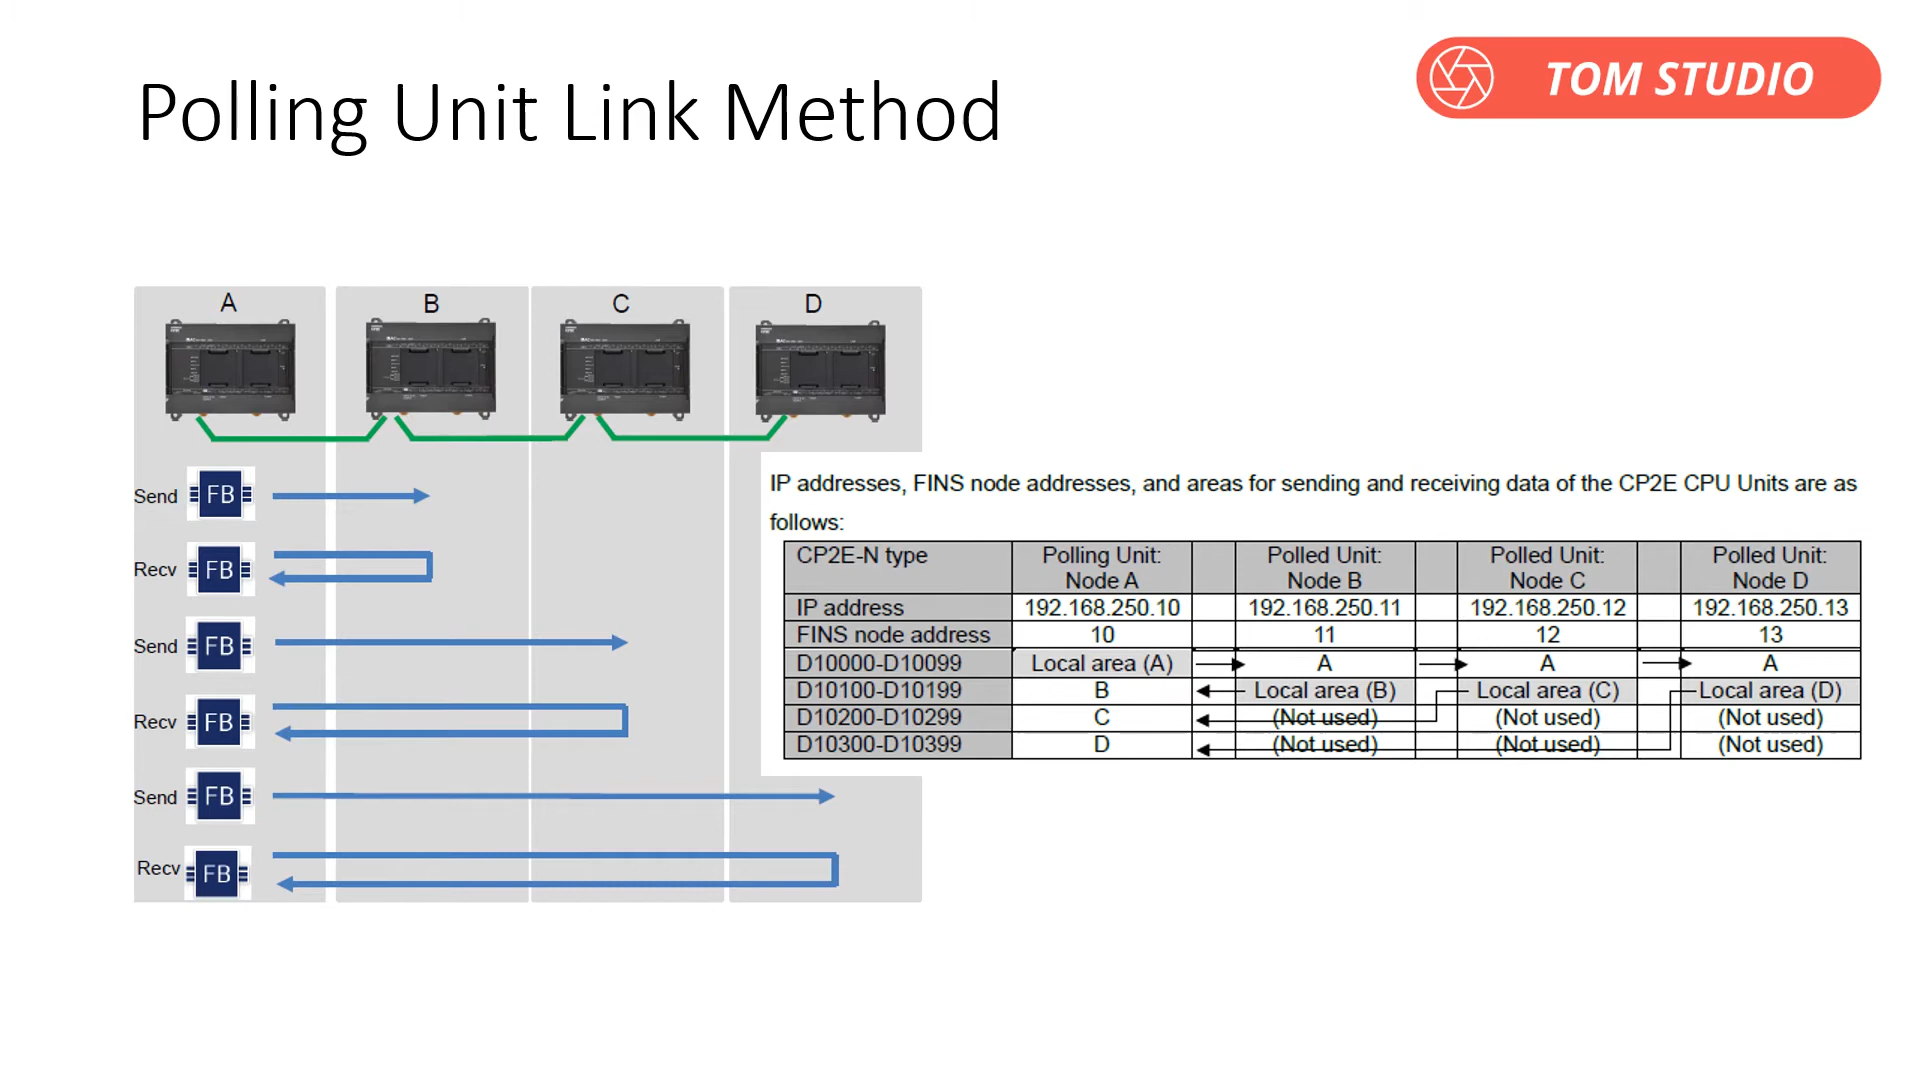 Polling Unit Link Method
TOM STUDIO
A B C D
Send FB
Recv FB
Send FB
Recv FB
Send FB
Recv FB
IP addresses, FINS node addresses, and areas for sending and receiving data of the CP2E CPU Units are as
follows:
CP2E-N type Polling Unit: Node A Polled Unit: Node B Polled Unit: Node C Polled Unit: Node D
IP address 192.168.250.10 192.168.250.11 192.168.250.12 192.168.250.13
FINS node address 10 11 12 13
D10000-D10099 Local area (A) A A A
D10100-D10199 B Local area (B) Local area (C) Local area (D)
D10200-D10299 C (Not used) (Not used) (Not used)
D10300-D10399 D (Not used) (Not used) (Not used)